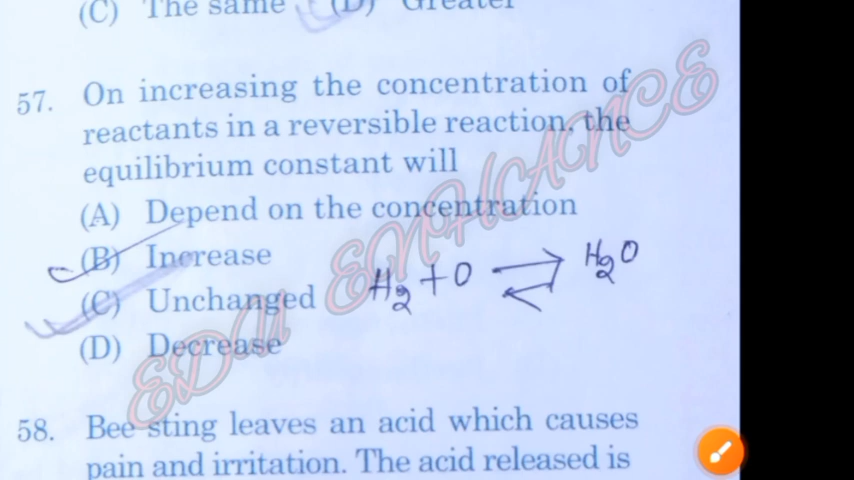 (C) The same (D) Greater
57. On increasing the concentration of
reactants in a reversible reaction, the
equilibrium constant will
(A) Depend on the concentration
(B) Increase
(C) Unchanged
H₂ + O ⇌ H₂O
(D) Decrease
EDU ENHCANCE
58. Bee sting leaves an acid which causes
pain and irritation. The acid released is